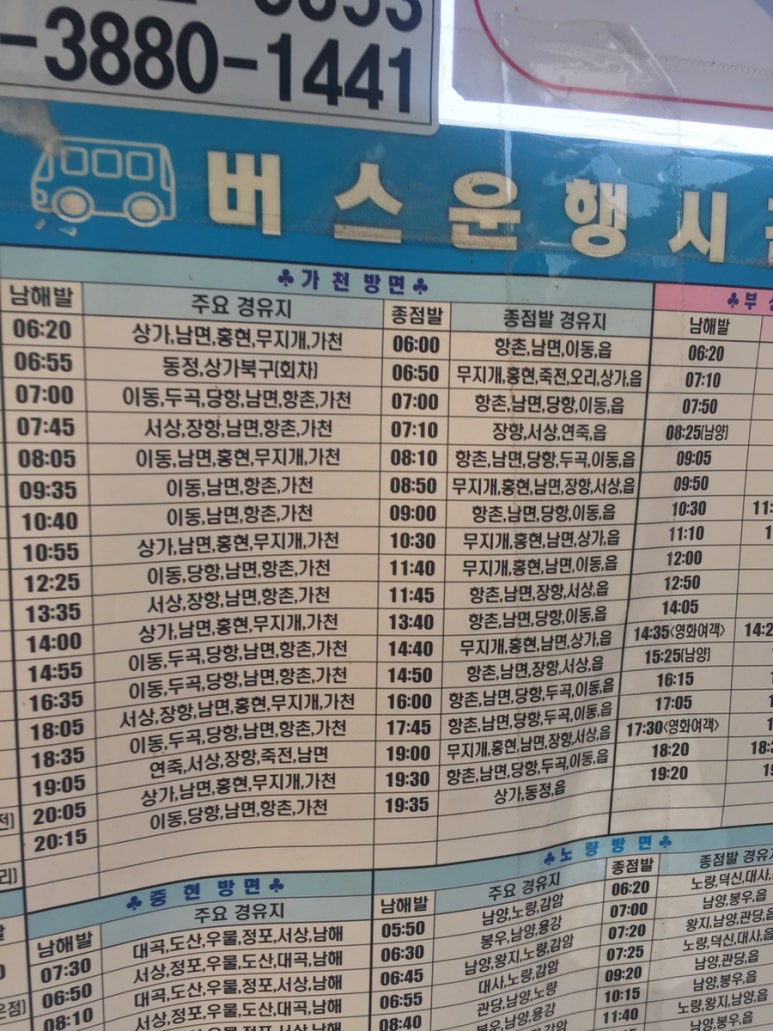 -3880-1441
버스운행시
♣가천 방면♣
남해발 주요 경유지 종점발 종점발 경유지 남해발
06:20 상가,남면,홍현,무지개,가천 06:00 항촌,남면,이동,읍 06:20
06:55 동정,상가북구(회차) 06:50 무지개,홍현,죽전,오리,상가,읍 07:10
07:00 이동,두곡,당항,남면,항촌,가천 07:00 항촌,남면,당항,이동,읍 07:50
07:45 서상,장항,남면,항촌,가천 07:10 장항,서상,연죽,읍 08:25[남양]
08:05 이동,남면,홍현,무지개,가천 08:10 항촌,남면,당항,두곡,이동,읍 09:05
09:35 이동,남면,항촌,가천 08:50 무지개,홍현,남면,장항,서상,읍 09:50
10:40 이동,남면,항촌,가천 09:00 항촌,남면,당항,이동,읍 10:30
10:55 상가,남면,홍현,무지개,가천 10:30 무지개,홍현,남면,상가,읍 11:10
12:25 이동,당항,남면,항촌,가천 11:40 무지개,홍현,남면,이동,읍 12:00
13:35 서상,장항,남면,항촌,가천 11:45 항촌,남면,장항,서상,읍 12:50
14:00 상가,남면,홍현,무지개,가천 13:40 항촌,남면,당항,이동,읍 14:05
14:55 이동,두곡,당항,남면,항촌,가천 14:40 무지개,홍현,남면,상가,읍 14:35<영화여객>
16:35 이동,두곡,당항,남면,항촌,가천 14:50 항촌,남면,장항,서상,읍 15:25[남양]
18:05 서상,장항,남면,홍현,무지개,가천 16:00 항촌,남면,당항,두곡,이동,읍 16:15
18:35 이동,두곡,당항,남면,항촌,가천 17:45 항촌,남면,당항,두곡,이동,읍 17:05
19:05 연죽,서상,장항,죽전,남면 19:00 무지개,홍현,남면,장항,서상,읍 17:30<영화여객>
20:05 상가,남면,홍현,무지개,가천 19:30 항촌,남면,당항,두곡,이동,읍 18:20
20:15 이동,당항,남면,항촌,가천 19:35 상가,동정,읍 19:20
♣중현 방면♣
남해발 주요 경유지
07:30 대곡,도산,우물,정포,서상,남해
06:50 서상,정포,우물,도산,대곡,남해
08:10 대곡,도산,우물,정포,서상,남해
♣노량 방면♣
남해발 주요 경유지 종점발 종점발 경유지
05:50 남양,노량,감암 06:20 노량,덕신,대사
06:30 봉우,남양,용강 07:00 남양,봉우,읍
06:45 남양,왕지,노량,감암 07:20 왕지,남양,관당,읍
06:55 대사,노량,감암 07:25 노량,덕신,대사,읍
08:40 관당,남양,노량 09:20 남양,관당,읍
봉우,남양,용강 10:15 남양,봉우,읍
11:40 노량,왕지,남양,읍